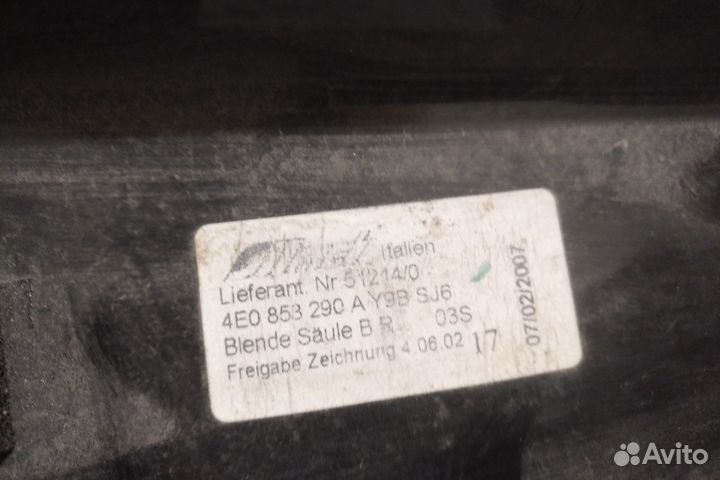 Italien
Lieferant. Nr.51214/0
4E0 853 290 A Y9B SJ6
Blende Säule B R 03S
Freigabe Zeichnung 4.06.02 17
07/02/2007
Avito